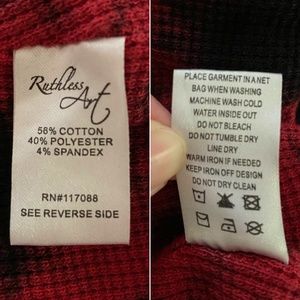 Ruthless
Art
56% COTTON
40% POLYESTER
4% SPANDEX
RN#117088
SEE REVERSE SIDE
PLACE GARMENT IN A NET
BAG WHEN WASHING
MACHINE WASH COLD
WATER INSIDE OUT
DO NOT BLEACH
DO NOT TUMBLE DRY
LINE DRY
WARM IRON IF NEEDED
KEEP IRON OFF DESIGN
DO NOT DRY CLEAN